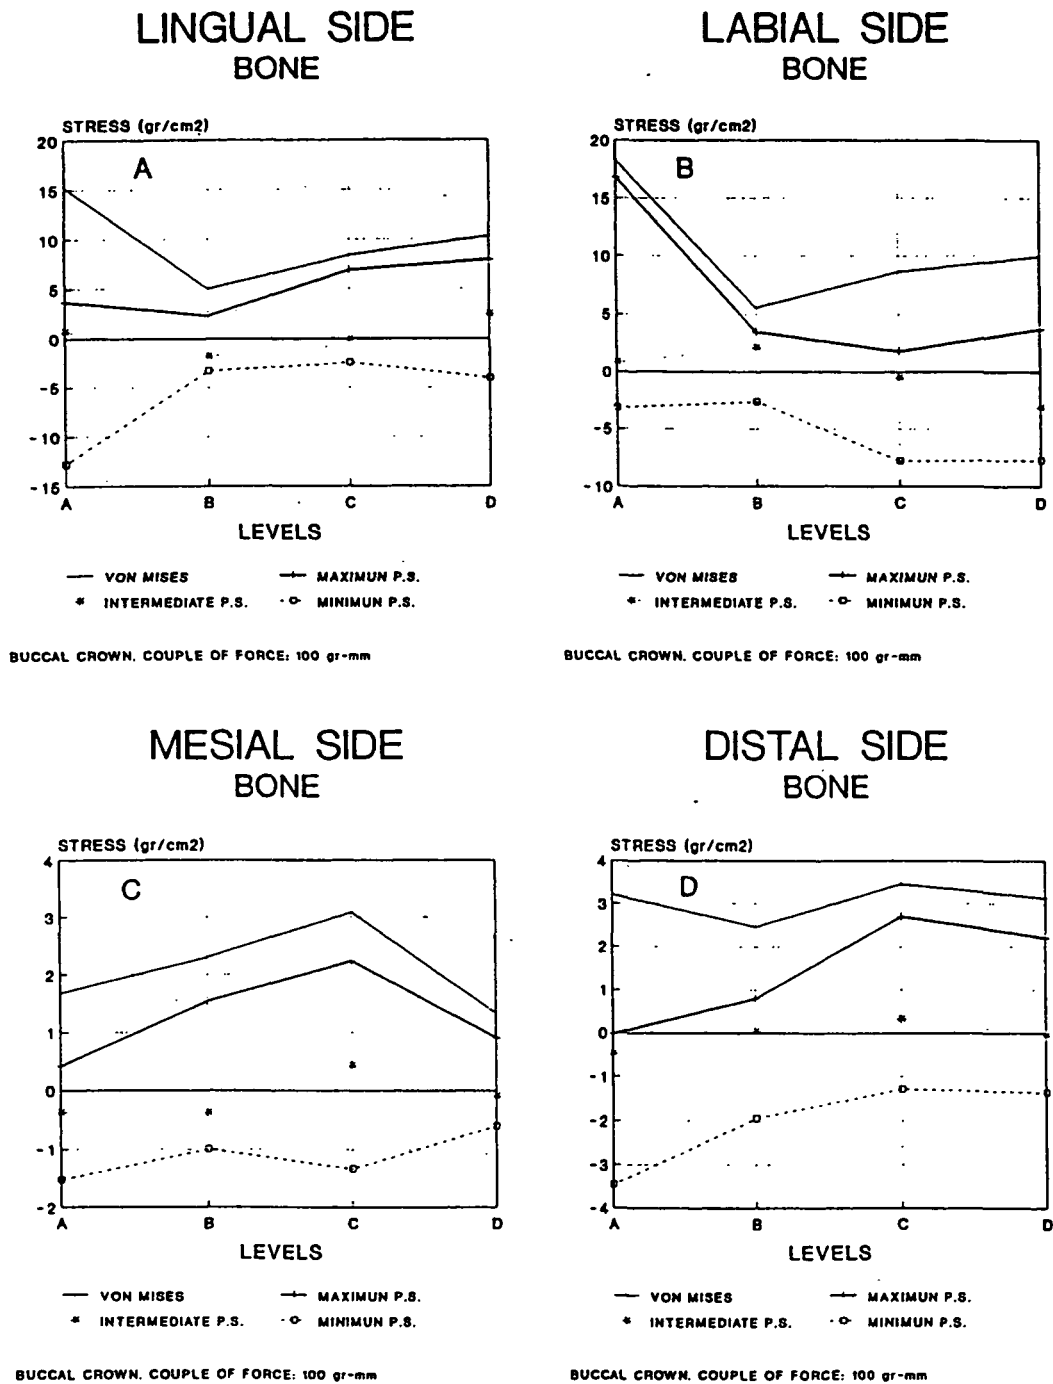 LINGUAL SIDE
BONE
STRESS (gr/cm2)
A
20
15
10
5
0
-5
-10
-15
A B C D
LEVELS
VON MISES MAXIMUN P.S.
INTERMEDIATE P.S. MINIMUN P.S.
BUCCAL CROWN. COUPLE OF FORCE: 100 gr-mm
LABIAL SIDE
BONE
STRESS (gr/cm2)
B
20
15
10
5
0
-5
-10
A B C D
LEVELS
VON MISES MAXIMUN P.S.
INTERMEDIATE P.S. MINIMUN P.S.
BUCCAL CROWN. COUPLE OF FORCE: 100 gr-mm
MESIAL SIDE
BONE
STRESS (gr/cm2)
C
4
3
2
1
0
-1
-2
A B C D
LEVELS
VON MISES MAXIMUN P.S.
INTERMEDIATE P.S. MINIMUN P.S.
BUCCAL CROWN. COUPLE OF FORCE: 100 gr-mm
DISTAL SIDE
BONE
STRESS (gr/cm2)
D
4
3
2
1
0
-1
-2
-3
-4
A B C D
LEVELS
VON MISES MAXIMUN P.S.
INTERMEDIATE P.S. MINIMUN P.S.
BUCCAL CROWN. COUPLE OF FORCE: 100 gr-mm